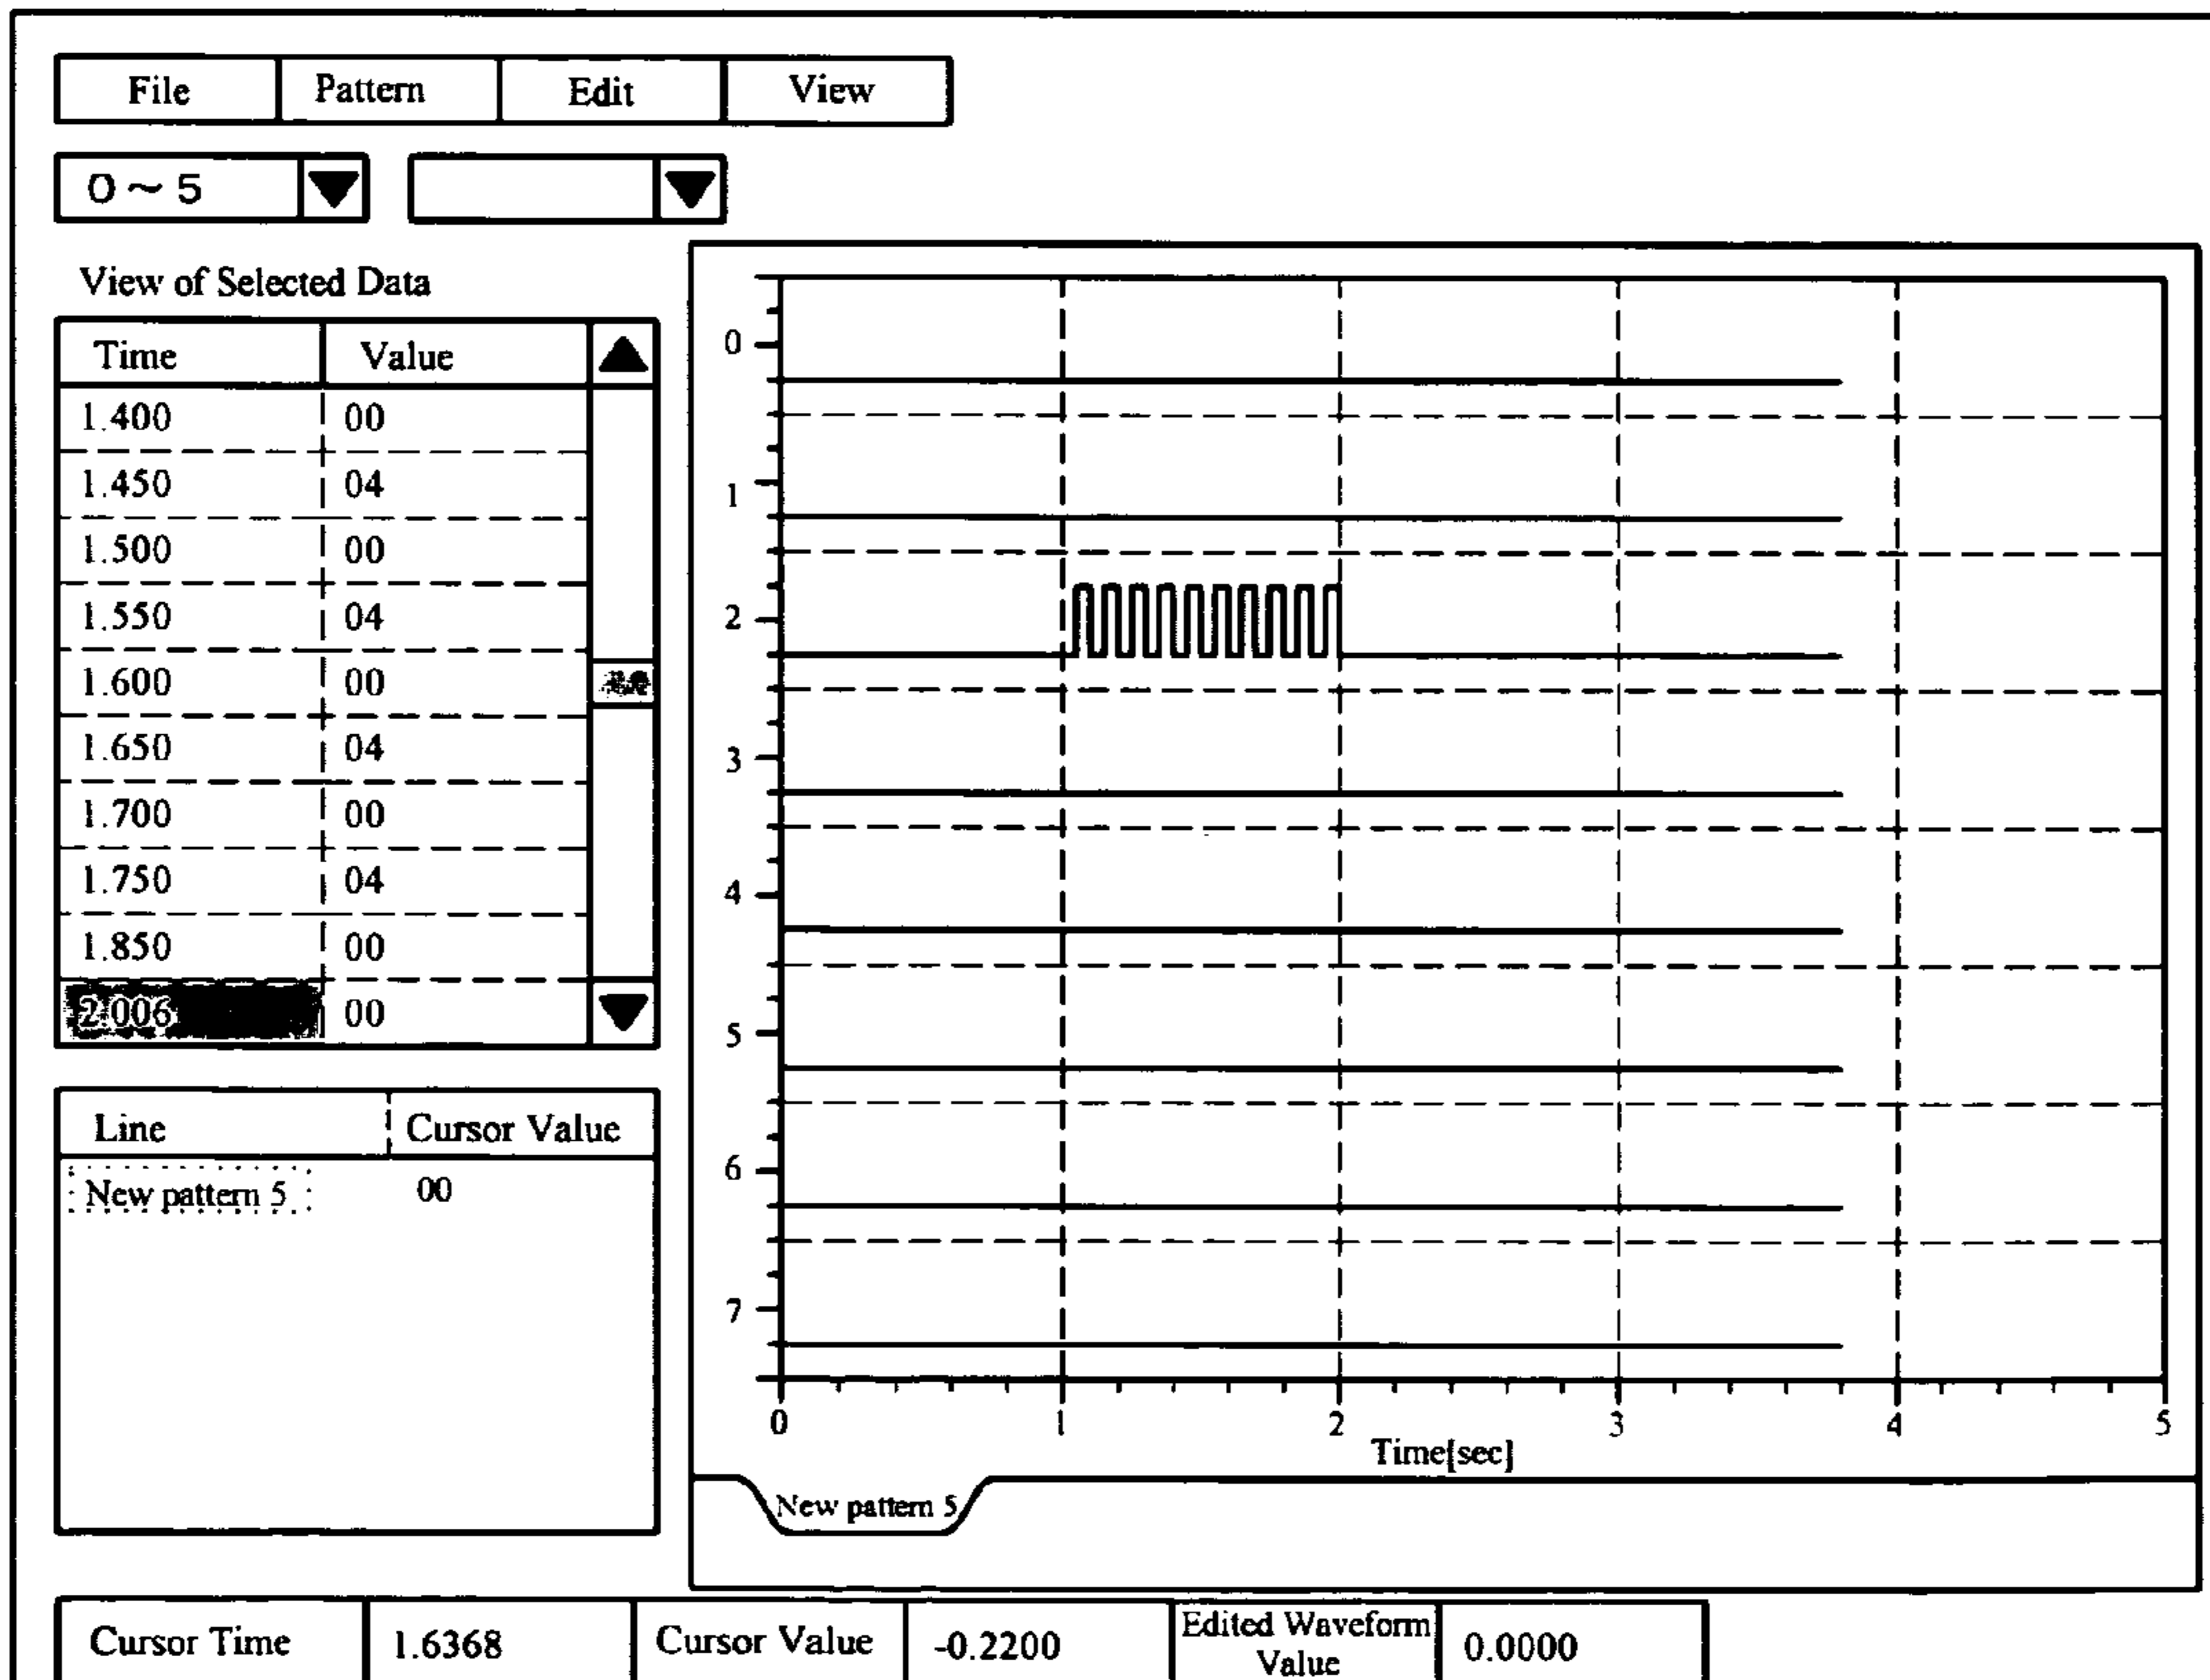 File Pattern Edit View
0～5
View of Selected Data
Time Value
1.400 00
1.450 04
1.500 00
1.550 04
1.600 00
1.650 04
1.700 00
1.750 04
1.850 00
2.006 00
Line Cursor Value
New pattern 5 00
0
1
2
3
4
5
6
7
0 1 2 3 4 5
Time[sec]
New pattern 5
Cursor Time 1.6368 Cursor Value -0.2200 Edited Waveform Value 0.0000